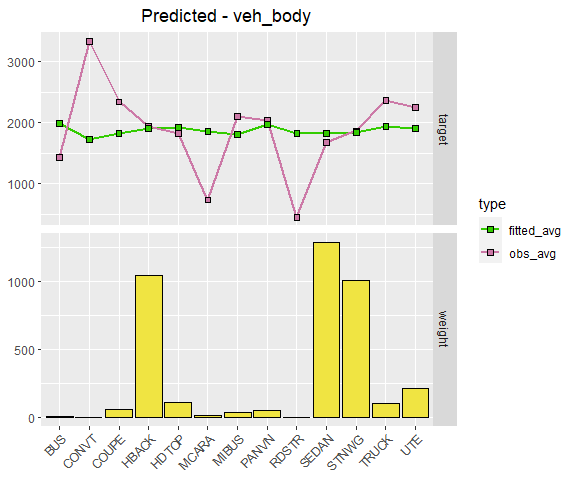 Predicted - veh_body
3000
2000
1000
target
1000
500
0
weight
BUS
CONVT
COUPE
HBACK
HDTOP
MCARA
MIBUS
PANVN
RDSTR
SEDAN
STNWG
TRUCK
UTE
type
fitted_avg
obs_avg